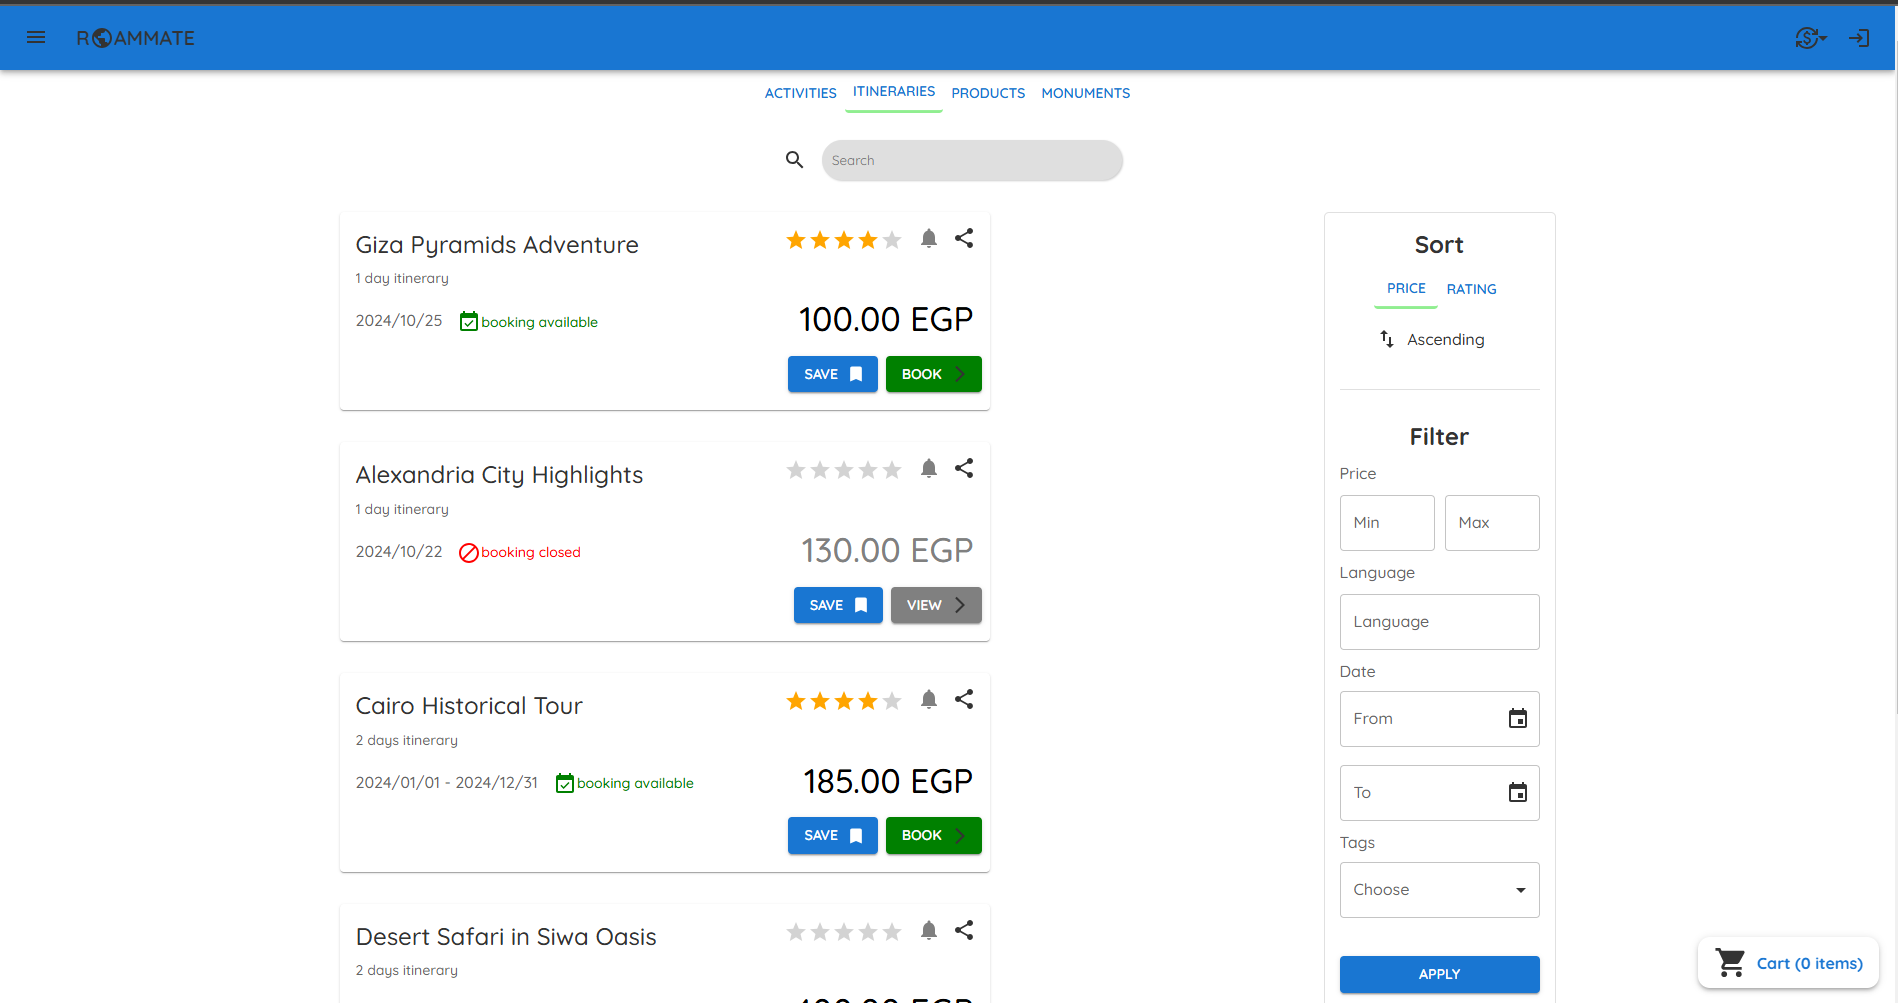 ROAMMATE
ACTIVITIES ITINERARIES PRODUCTS MONUMENTS
Search
Giza Pyramids Adventure
1 day itinerary
2024/10/25 booking available
100.00 EGP
SAVE BOOK
Alexandria City Highlights
1 day itinerary
2024/10/22 booking closed
130.00 EGP
SAVE VIEW
Cairo Historical Tour
2 days itinerary
2024/01/01 - 2024/12/31 booking available
185.00 EGP
SAVE BOOK
Desert Safari in Siwa Oasis
2 days itinerary
Sort
PRICE RATING
Ascending
Filter
Price
Min Max
Language
Language
Date
From
To
Tags
Choose
APPLY
Cart (0 items)